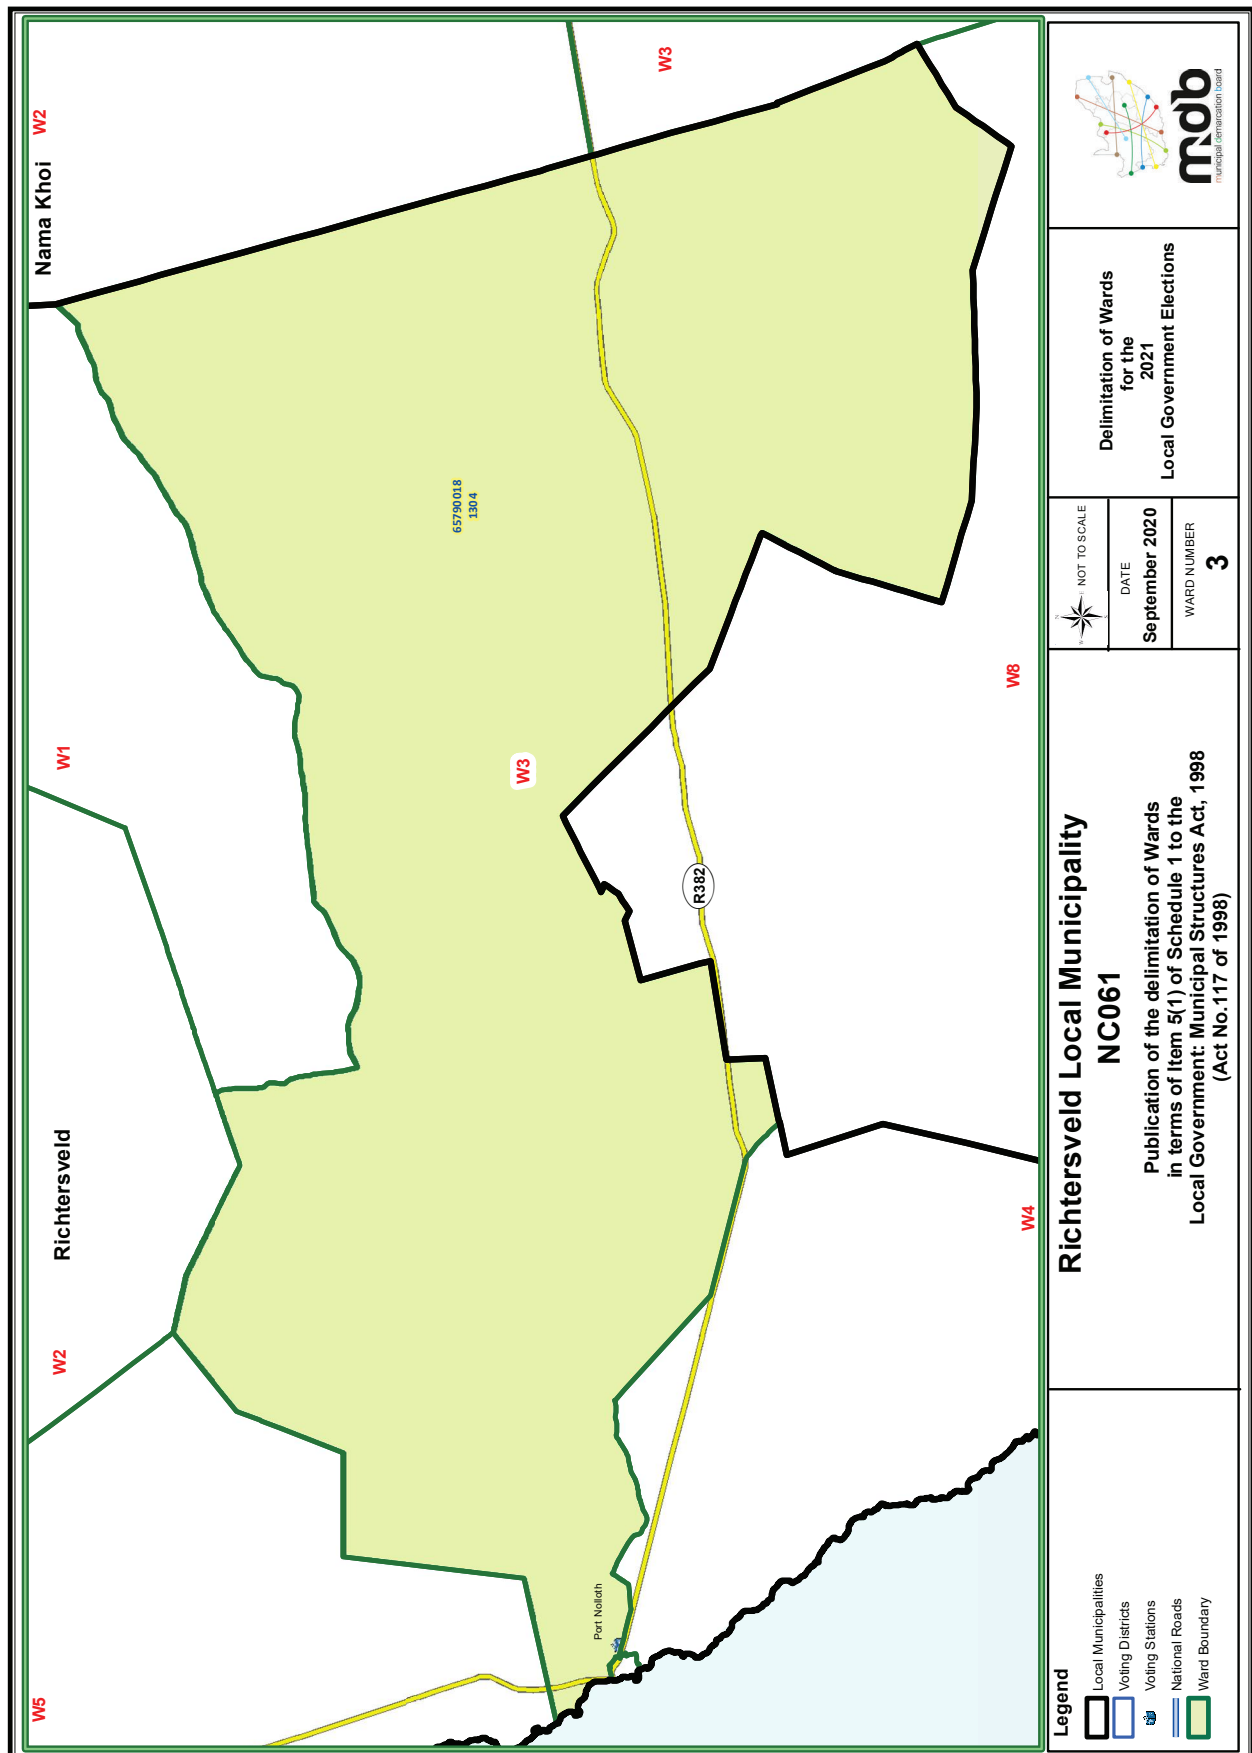 W5
W2
Richtersveld
W1
Nama Khoi
W2
W3
65790018
1304
W3
R382
Port Nolloth
W4
W8
Legend
Local Municipalities
Voting Districts
Voting Stations
National Roads
Ward Boundary
Richtersveld Local Municipality
NC061
Publication of the delimitation of Wards
in terms of Item 5(1) of Schedule 1 to the
Local Government: Municipal Structures Act, 1998
(Act No.117 of 1998)
N
W E
S
NOT TO SCALE
DATE
September 2020
WARD NUMBER
3
Delimitation of Wards
for the
2021
Local Government Elections
mdb
municipal demarcation board